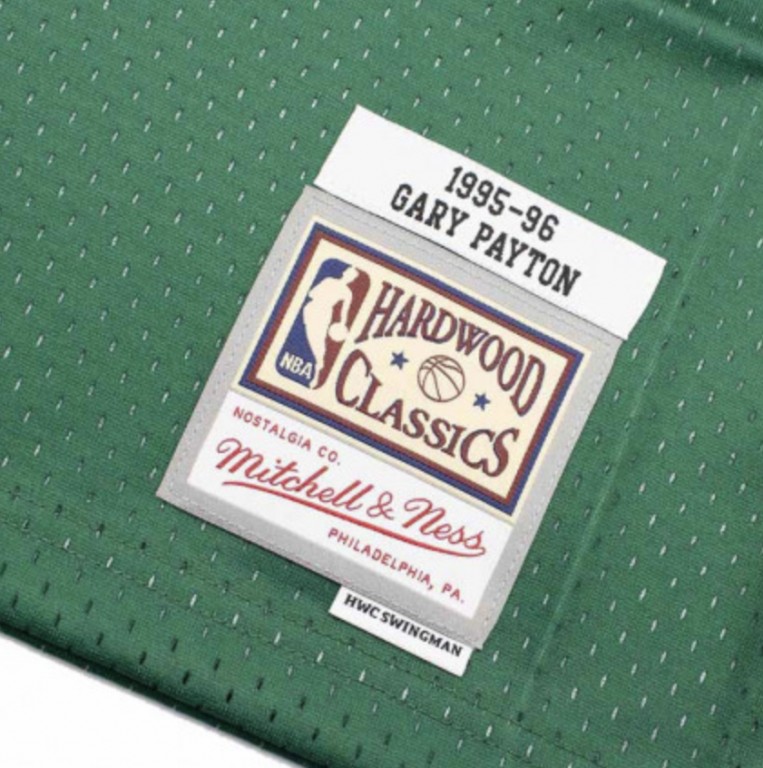 1995-96
GARY PAYTON
HARDWOOD
CLASSICS
NBA
NOSTALGIA CO.
Mitchell & Ness
PHILADELPHIA, PA.
HWC SWINGMAN